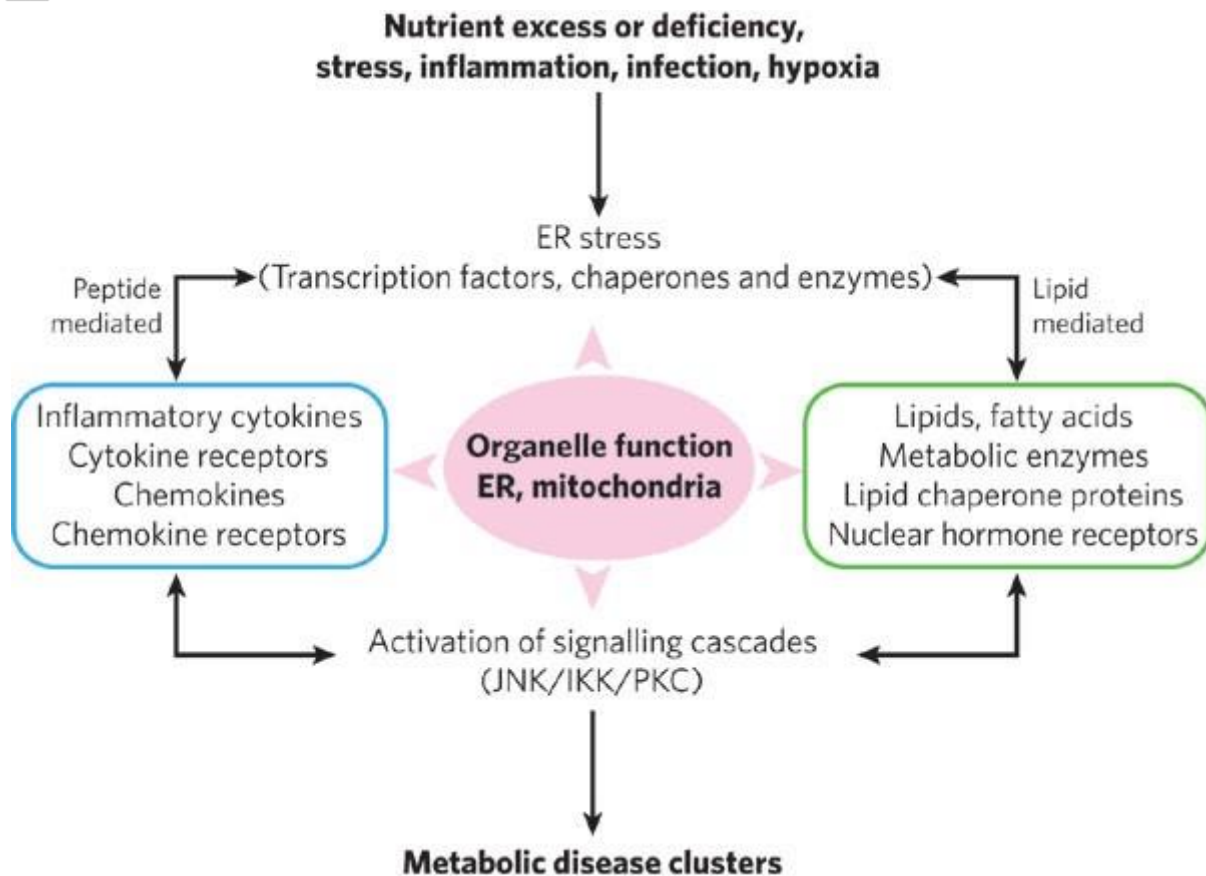 Nutrient excess or deficiency,
stress, inflammation, infection, hypoxia
ER stress
(Transcription factors, chaperones and enzymes)
Peptide
mediated
Lipid
mediated
Inflammatory cytokines
Cytokine receptors
Chemokines
Chemokine receptors
Organelle function
ER, mitochondria
Lipids, fatty acids
Metabolic enzymes
Lipid chaperone proteins
Nuclear hormone receptors
Activation of signalling cascades
(JNK/IKK/PKC)
Metabolic disease clusters